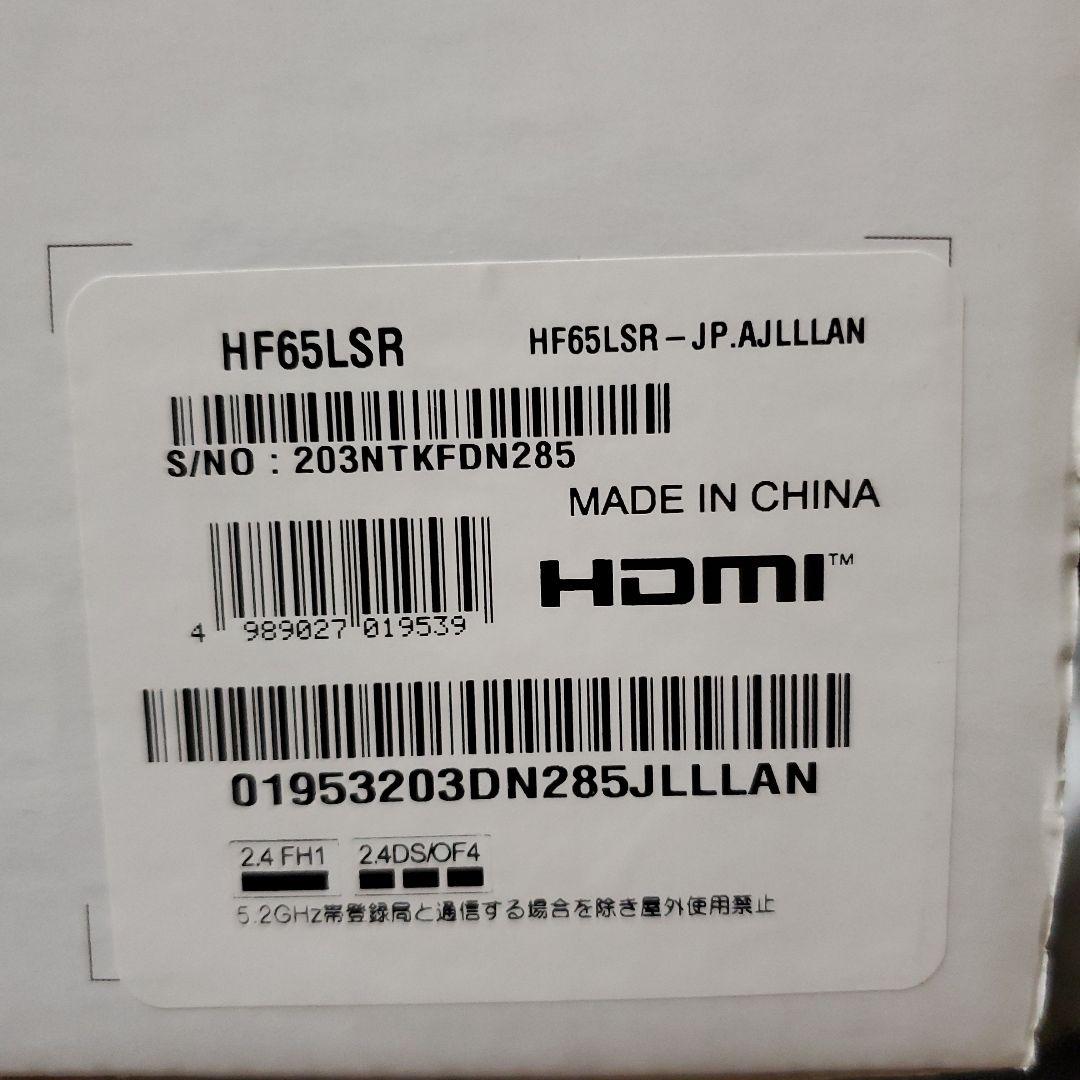 HF65LSR
HF65LSR-JP.AJLLLAN
S/NO : 203NTKFDN285
MADE IN CHINA
HDMI™
4 989027 019539
01953203DN285JLLLAN
2.4 FH1
2.4DS/OF4
5.2GHz帯登録局と通信する場合を除き屋外使用禁止